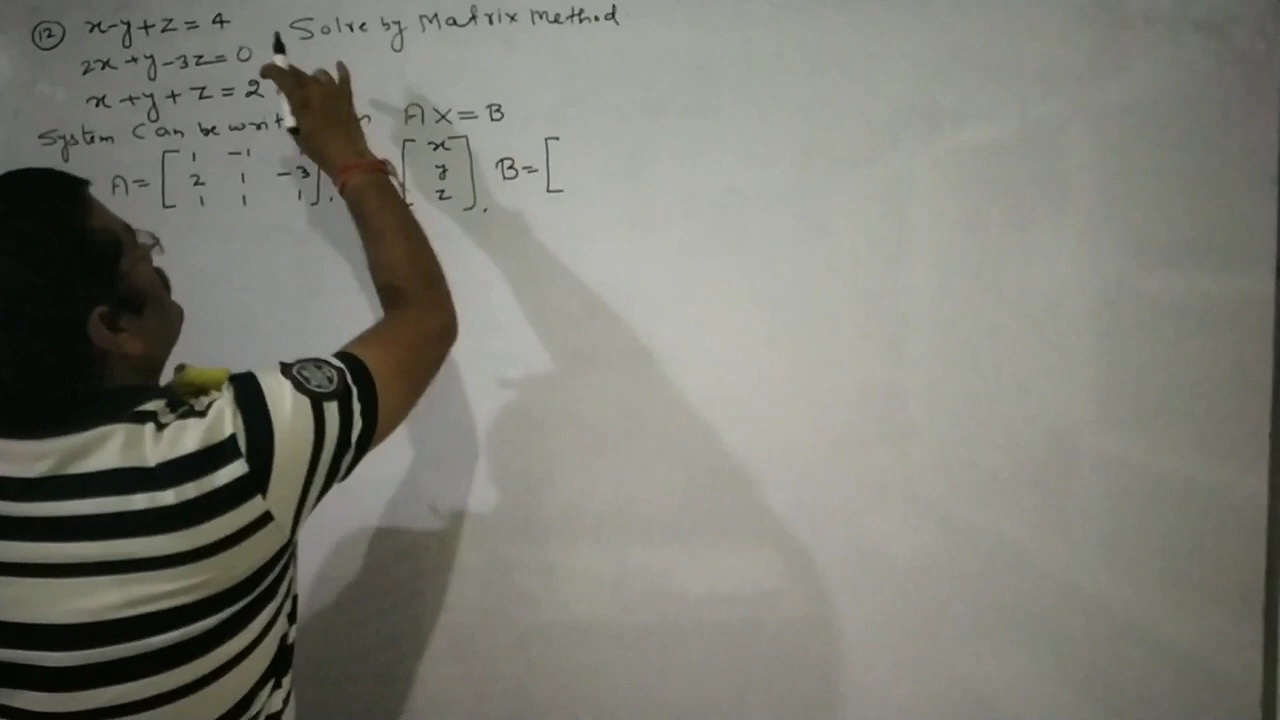 12 x-y+z=4 Solve by Matrix Method
2x+y-3z=0
x+y+z=2
System Can be writ AX=B
A=[ 1 -1
2 1 -3 ], [ x y z ], B=[
1 1 1